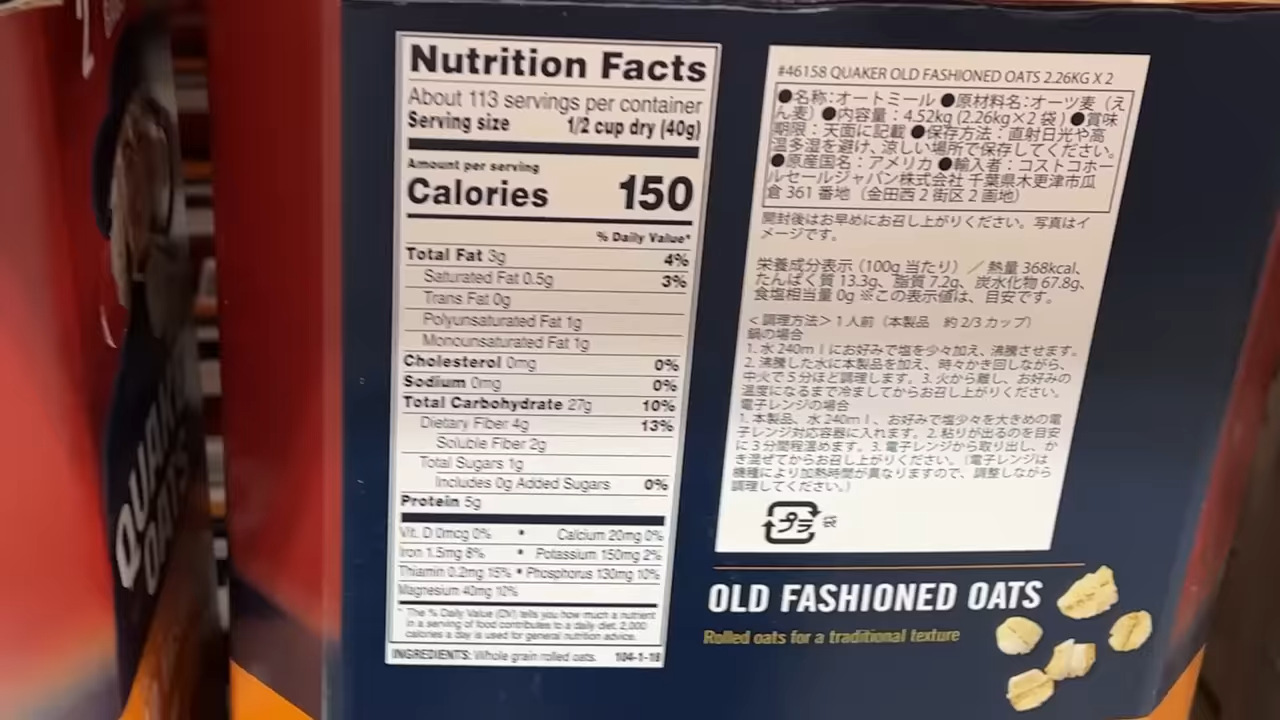 QUAKER
OATS
Nutrition Facts
About 113 servings per container
Serving size 1/2 cup dry (40g)
Amount per serving
Calories 150
% Daily Value*
Total Fat 3g 4%
Saturated Fat 0.5g 3%
Trans Fat 0g
Polyunsaturated Fat 1g
Monounsaturated Fat 1g
Cholesterol 0mg 0%
Sodium 0mg 0%
Total Carbohydrate 27g 10%
Dietary Fiber 4g 13%
Soluble Fiber 2g
Total Sugars 1g
Includes 0g Added Sugars 0%
Protein 5g
Vit. D 0mcg 0% • Calcium 20mg 0%
Iron 1.5mg 8% • Potassium 150mg 2%
Thiamin 0.2mg 15% • Phosphorus 130mg 10%
Magnesium 40mg 12%
* The % Daily Value (DV) tells you how much a nutrient
in a serving of food contributes to a daily diet. 2,000
calories a day is used for general nutrition advice.
INGREDIENTS: Whole grain rolled oats. 104-1-18
#46158 QUAKER OLD FASHIONED OATS 2.26KG X 2
●名称:オートミール ●原材料名:オーツ麦（え
ん麦）●内容量：4.52kg (2.26kg×2 袋) ●賞味
期限：天面に記載 ●保存方法：直射日光や高
温多湿を避け、涼しい場所で保存してください。
●原産国名：アメリカ ●輸入者：コストコホー
ルセールジャパン株式会社 千葉県木更津市瓜
倉 361 番地（金田西 2 街区 2 画地）
開封後はお早めにお召し上がりください。写真はイ
メージです。
栄養成分表示（100g 当たり）／ 熱量 368kcal、
たんぱく質 13.3g、脂質 7.2g、炭水化物 67.8g、
食塩相当量 0g ※この表示値は、目安です。
＜調理方法＞1 人前（本製品 約 2/3 カップ）
鍋の場合
1. 水 240ｍｌにお好みで塩を少々加え、沸騰させます。
2. 沸騰した水に本製品を加え、時々かき回しながら、
中火で 5 分ほど調理します。3. 火から離し、お好みの
温度になるまで冷ましてからお召し上がりください。
電子レンジの場合
1. 本製品、水 240ｍｌ、お好みで塩少々を大きめの電
子レンジ対応容器に入れます。2. 粘りが出るのを目安
に 3 分間程温めます。3. 電子レンジから取り出し、か
き混ぜてからお召し上がりください。（電子レンジは
機種により加熱時間が異なりますので、調整しながら
調理してください。）
プラ 袋
OLD FASHIONED OATS
Rolled oats for a traditional texture